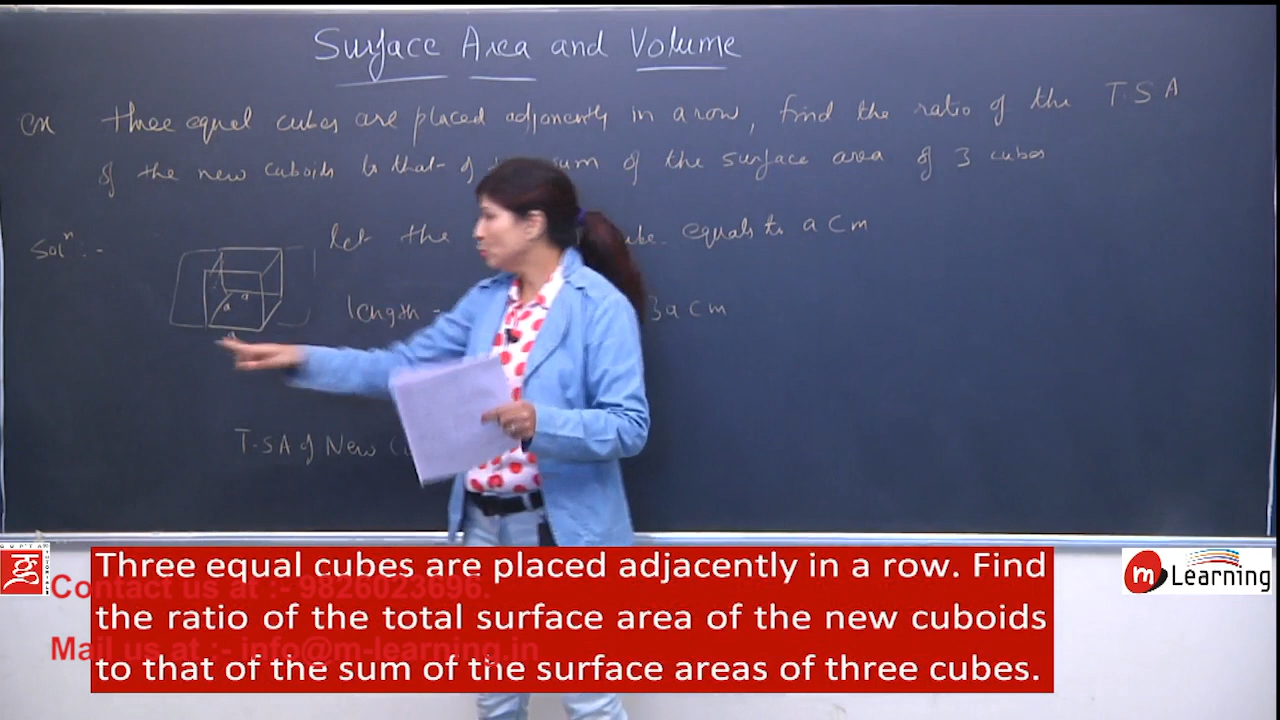 Surface Area and Volume
Ex Three equal cubes are placed adjacently in a row, find the ratio of the T.S.A
of the new cuboids to that of sum of the surface area of 3 cubes
Solⁿ :-
let the cube equals to a cm
a
a
a
length - 3a cm
T.SA of New
Three equal cubes are placed adjacently in a row. Find
the ratio of the total surface area of the new cuboids
to that of the sum of the surface areas of three cubes.
Contact us at :- 9826023696.
Mail us at :- info@m-learning.in
GUPTA
m Learning